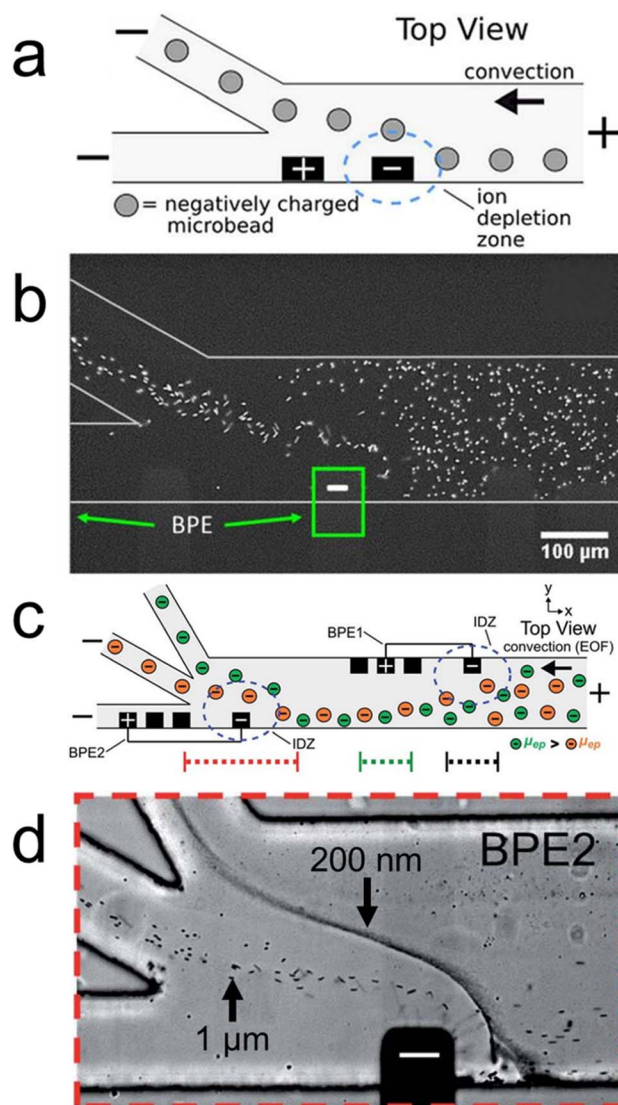 a
Top View
convection
−
−
+
+
−
= negatively charged
microbead
ion
depletion
zone
b
−
BPE
100 µm
c
y
x
Top View
convection (EOF)
BPE1
IDZ
−
−
−
+
+
−
+
−
BPE2
IDZ
μep > μep
d
BPE2
200 nm
1 µm
−